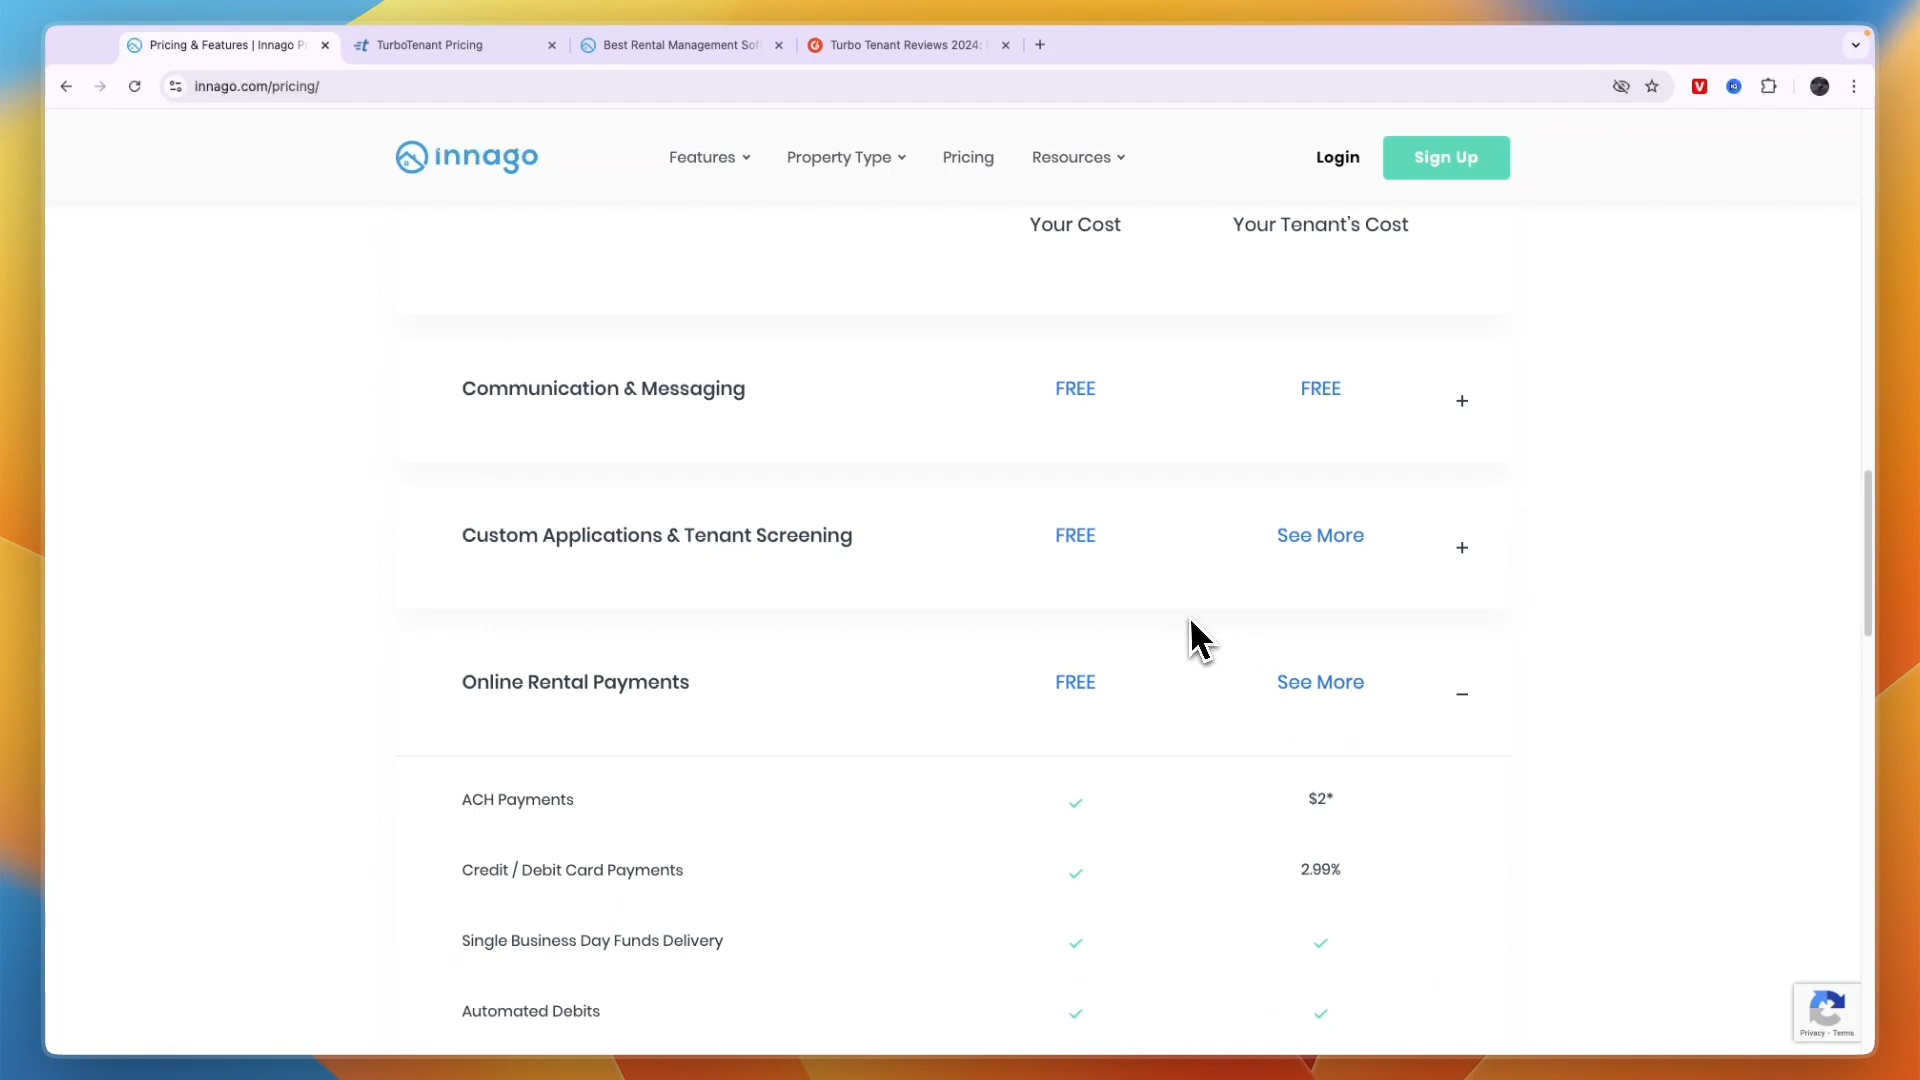 Pricing & Features | Innago P
TurboTenant Pricing
Best Rental Management Sof
Turbo Tenant Reviews 2024:
innago.com/pricing/
innago
Features
Property Type
Pricing
Resources
Login
Sign Up
Your Cost
Your Tenant's Cost
Communication & Messaging
FREE
FREE
+
Custom Applications & Tenant Screening
FREE
See More
+
Online Rental Payments
FREE
See More
–
ACH Payments
$2*
Credit / Debit Card Payments
2.99%
Single Business Day Funds Delivery
Automated Debits
Privacy - Terms